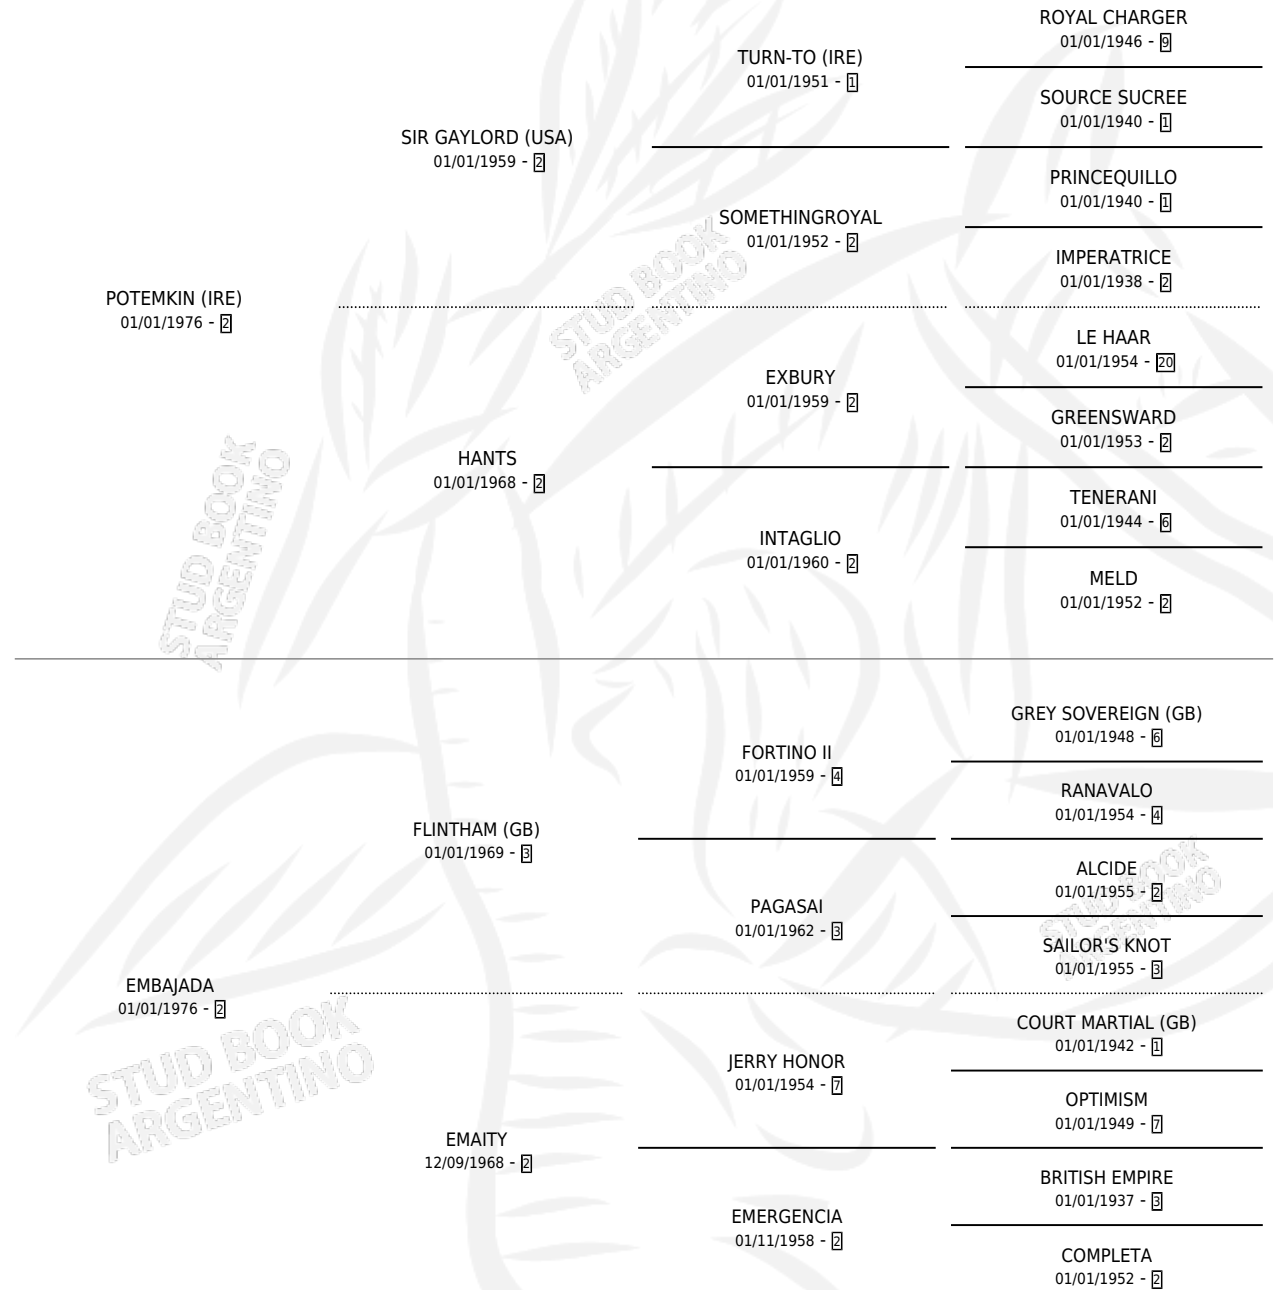 ROYAL CHARGER
01/01/1946 - 9
TURN-TO (IRE)
01/01/1951 - 1
SOURCE SUCREE
01/01/1940 - 1
SIR GAYLORD (USA)
01/01/1959 - 2
PRINCEQUILLO
01/01/1940 - 1
SOMETHINGROYAL
01/01/1952 - 2
IMPERATRICE
01/01/1938 - 2
POTEMKIN (IRE)
01/01/1976 - 2
STUD BOOK
ARGENTINO
LE HAAR
01/01/1954 - 20
EXBURY
01/01/1959 - 2
GREENSWARD
01/01/1953 - 2
HANTS
01/01/1968 - 2
TENERANI
01/01/1944 - 6
INTAGLIO
01/01/1960 - 2
MELD
01/01/1952 - 2
STUD BOOK
ARGENTINO
GREY SOVEREIGN (GB)
01/01/1948 - 6
FORTINO II
01/01/1959 - 4
RANAVALO
01/01/1954 - 4
FLINTHAM (GB)
01/01/1969 - 3
ALCIDE
01/01/1955 - 2
PAGASAI
01/01/1962 - 3
SAILOR'S KNOT
01/01/1955 - 3
STUD BOOK
ARGENTINO
EMBAJADA
01/01/1976 - 2
COURT MARTIAL (GB)
01/01/1942 - 1
JERRY HONOR
01/01/1954 - 7
OPTIMISM
01/01/1949 - 7
STUD BOOK
ARGENTINO
EMAITY
12/09/1968 - 2
BRITISH EMPIRE
01/01/1937 - 3
EMERGENCIA
01/11/1958 - 2
COMPLETA
01/01/1952 - 2